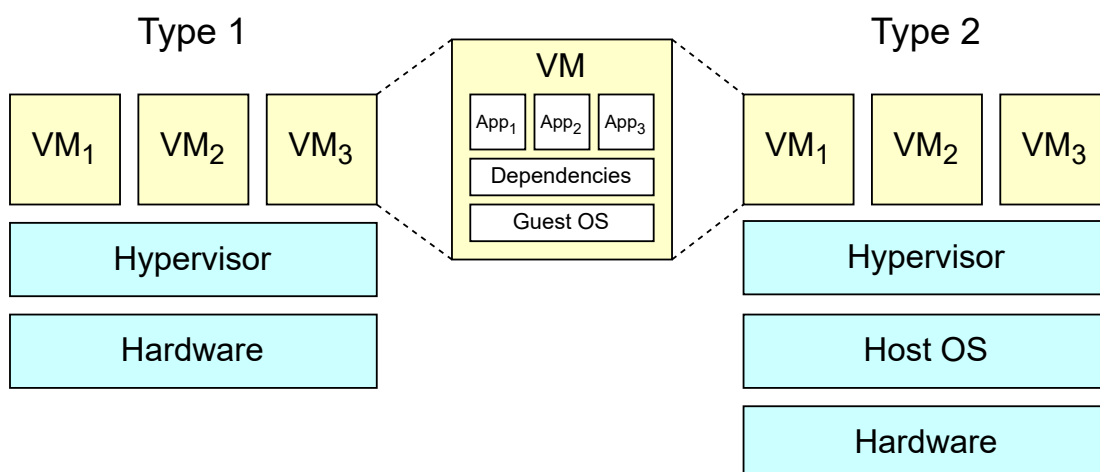 Type 1
VM₁ VM₂ VM₃
Hypervisor
Hardware
VM
App₁ App₂ App₃
Dependencies
Guest OS
Type 2
VM₁ VM₂ VM₃
Hypervisor
Host OS
Hardware